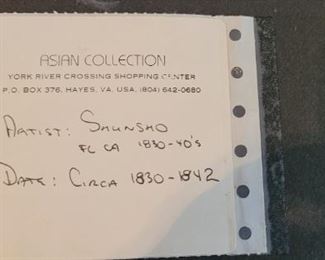 ASIAN COLLECTION
YORK RIVER CROSSING SHOPPING CENTER
P.O. BOX 376, HAYES, VA. USA, (804) 642-0680
ARTIST: SHUNSHO
FL CA 1830-40'S
DATE: CIRCA 1830-1842